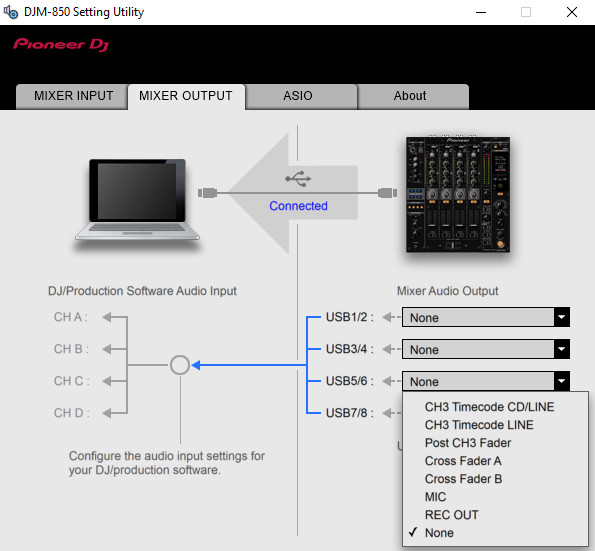 DJM-850 Setting Utility
Pioneer Dj
MIXER INPUT
MIXER OUTPUT
ASIO
About
Connected
DJ/Production Software Audio Input
Mixer Audio Output
CH A :
USB1/2 :
None
CH B :
USB3/4 :
None
CH C :
USB5/6 :
None
CH D :
USB7/8 :
CH3 Timecode CD/LINE
CH3 Timecode LINE
Post CH3 Fader
Cross Fader A
Cross Fader B
MIC
REC OUT
✓ None
Configure the audio input settings for
your DJ/production software.